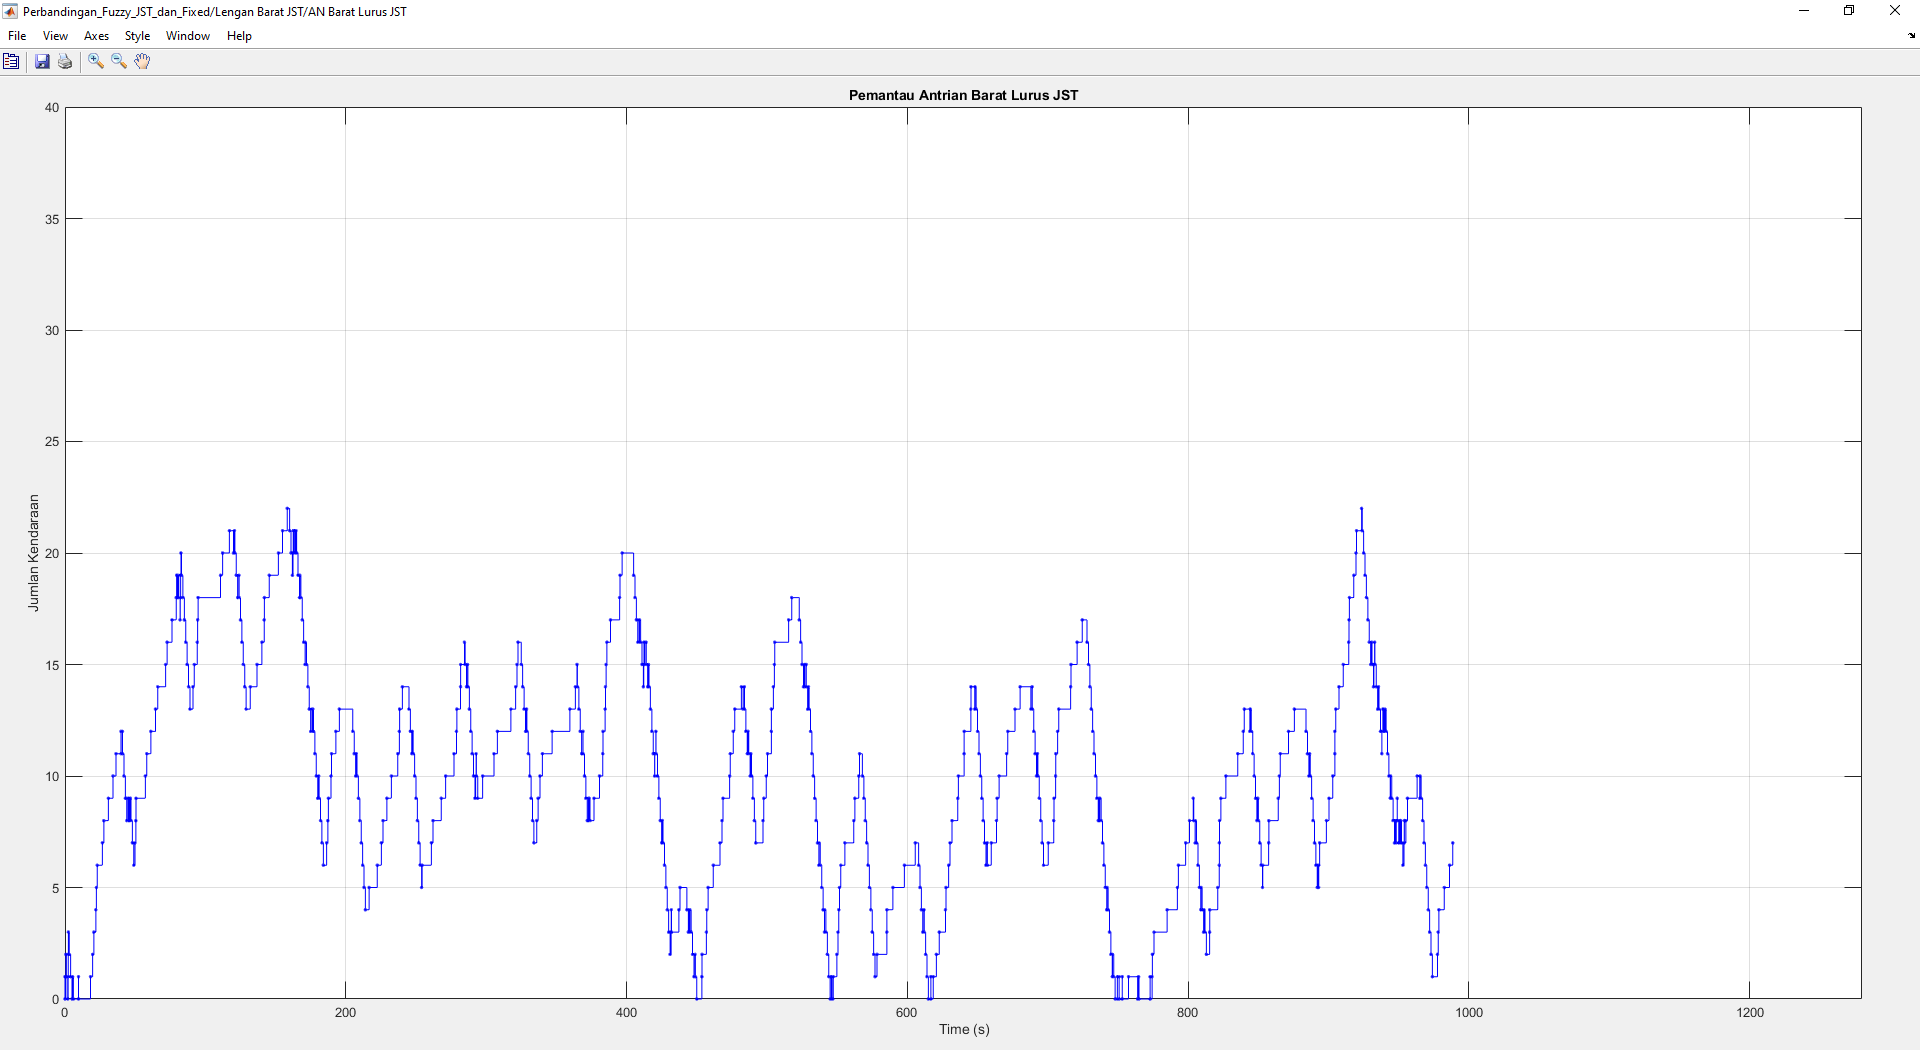 Perbandingan_Fuzzy_JST_dan_Fixed/Lengan Barat JST/AN Barat Lurus JST
File View Axes Style Window Help
Pemantau Antrian Barat Lurus JST
40
35
30
25
20
15
10
5
0
Jumlan Kendaraan
0 200 400 600 800 1000 1200
Time (s)